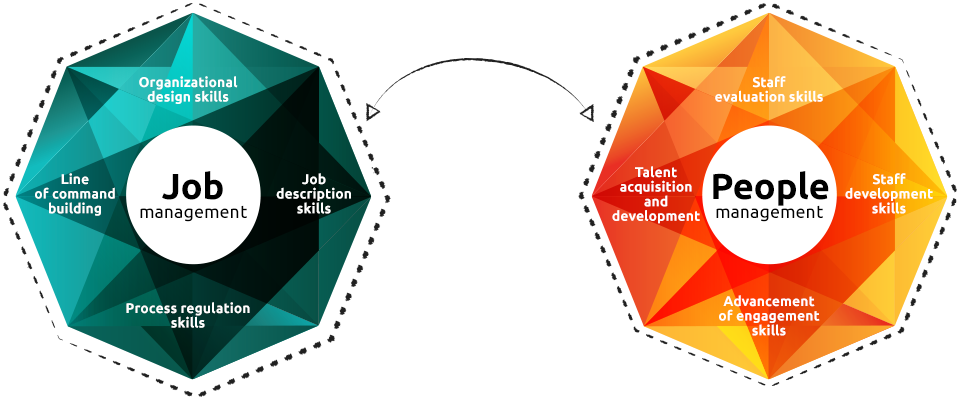 Organizational
design skills
Line
of command
building
Job
management
Job
description
skills
Process regulation
skills
Staff
evaluation skills
Talent
acquisition
and
development
People
management
Staff
development
skills
Advancement
of engagement
skills